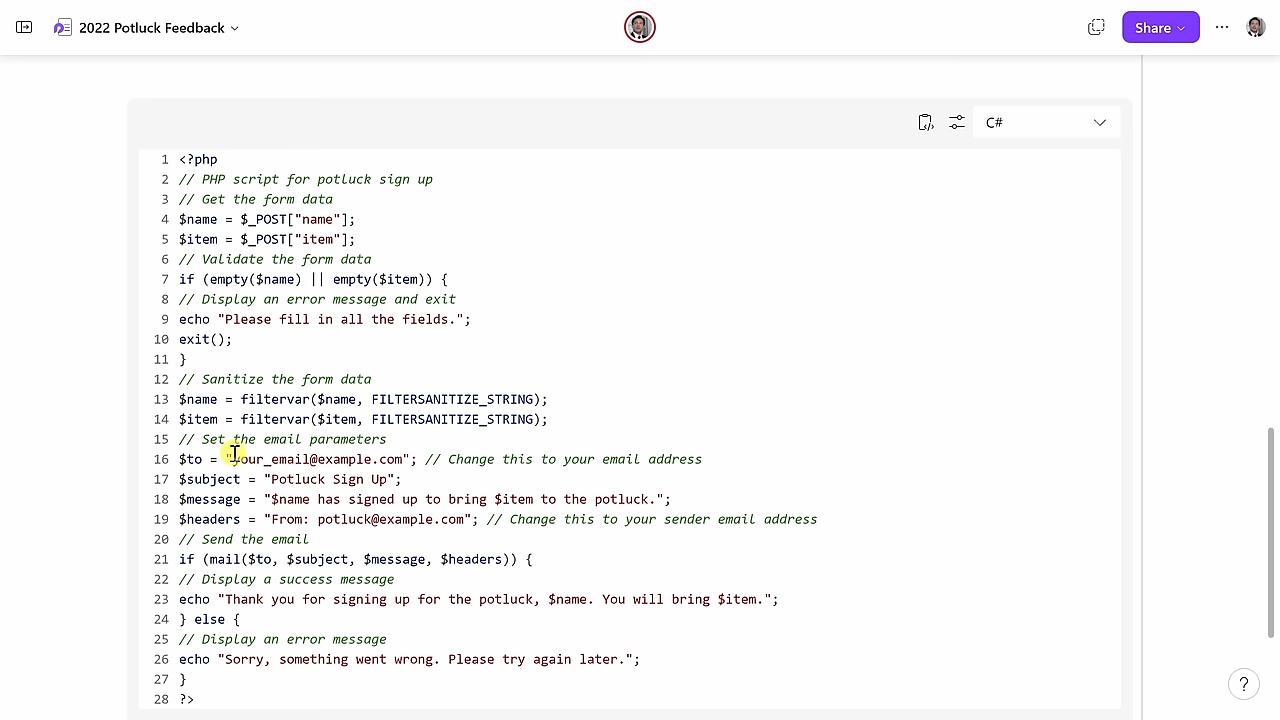 2022 Potluck Feedback
Share
C#
1 <?php
2 // PHP script for potluck sign up
3 // Get the form data
4 $name = $_POST["name"];
5 $item = $_POST["item"];
6 // Validate the form data
7 if (empty($name) || empty($item)) {
8 // Display an error message and exit
9 echo "Please fill in all the fields.";
10 exit();
11 }
12 // Sanitize the form data
13 $name = filtervar($name, FILTERSANITIZE_STRING);
14 $item = filtervar($item, FILTERSANITIZE_STRING);
15 // Set the email parameters
16 $to = "your_email@example.com"; // Change this to your email address
17 $subject = "Potluck Sign Up";
18 $message = "$name has signed up to bring $item to the potluck.";
19 $headers = "From: potluck@example.com"; // Change this to your sender email address
20 // Send the email
21 if (mail($to, $subject, $message, $headers)) {
22 // Display a success message
23 echo "Thank you for signing up for the potluck, $name. You will bring $item.";
24 } else {
25 // Display an error message
26 echo "Sorry, something went wrong. Please try again later.";
27 }
28 ?>
?